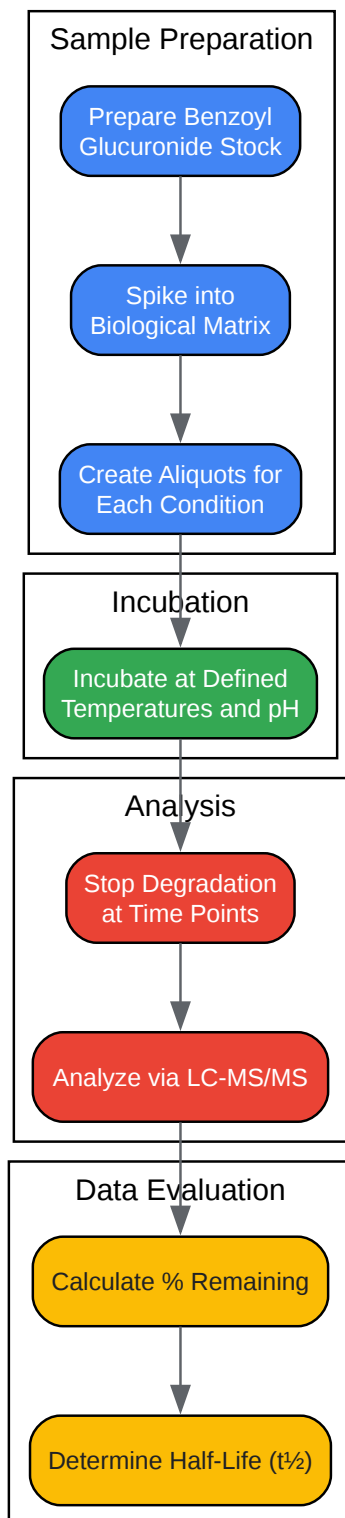 Sample Preparation
Prepare Benzoyl
Glucuronide Stock
Spike into
Biological Matrix
Create Aliquots for
Each Condition
Incubation
Incubate at Defined
Temperatures and pH
Analysis
Stop Degradation
at Time Points
Analyze via LC-MS/MS
Data Evaluation
Calculate % Remaining
Determine Half-Life (t½)